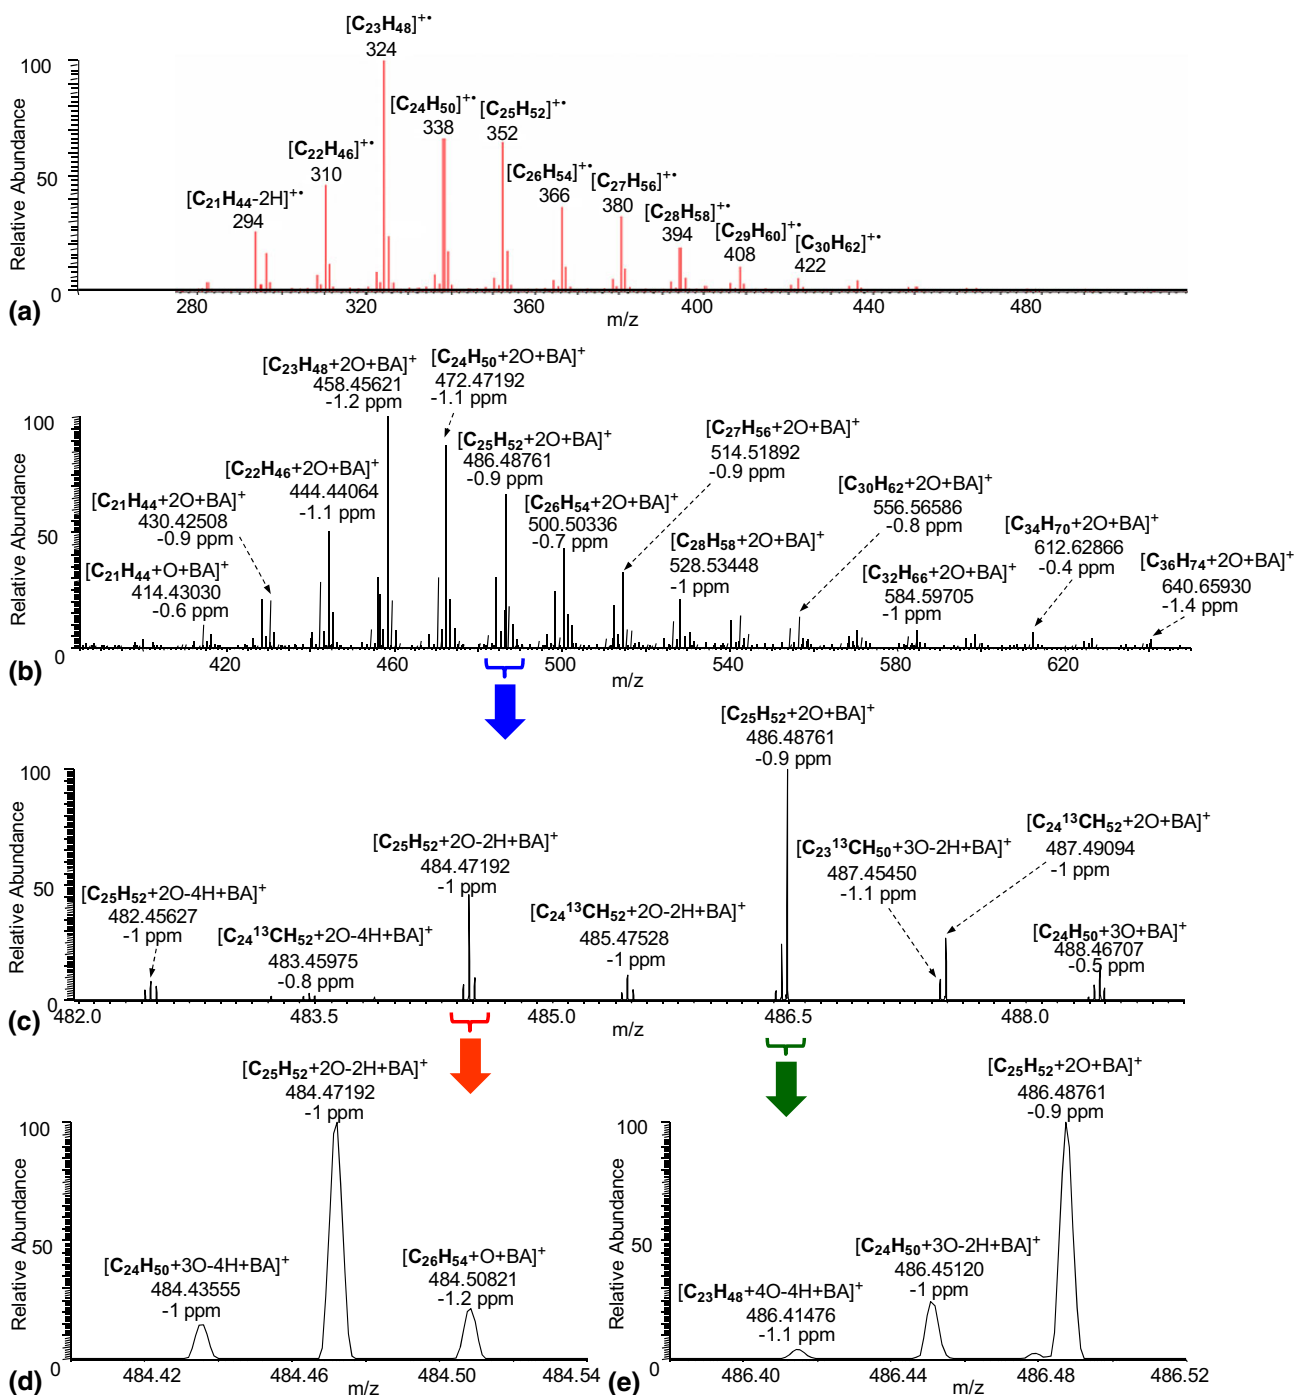 [C23H48]+•
324
100
[C24H50]+•
338
[C25H52]+•
352
[C22H46]+•
310
50
[C26H54]+•
366
[C27H56]+•
380
[C21H44-2H]+•
294
[C28H58]+•
394
[C29H60]+•
408
[C30H62]+•
422
0
Relative Abundance
280 320 360 400 440 480
m/z
(a)
[C23H48+2O+BA]+
458.45621
-1.2 ppm
[C24H50+2O+BA]+
472.47192
-1.1 ppm
100
[C25H52+2O+BA]+
486.48761
-0.9 ppm
[C27H56+2O+BA]+
514.51892
-0.9 ppm
[C22H46+2O+BA]+
444.44064
-1.1 ppm
[C21H44+2O+BA]+
430.42508
-0.9 ppm
[C26H54+2O+BA]+
500.50336
-0.7 ppm
[C30H62+2O+BA]+
556.56586
-0.8 ppm
[C34H70+2O+BA]+
612.62866
-0.4 ppm
50
[C21H44+O+BA]+
414.43030
-0.6 ppm
[C28H58+2O+BA]+
528.53448
-1 ppm
[C32H66+2O+BA]+
584.59705
-1 ppm
[C36H74+2O+BA]+
640.65930
-1.4 ppm
0
Relative Abundance
420 460 500 540 580 620
m/z
(b)
[C25H52+2O+BA]+
486.48761
-0.9 ppm
100
[C25H52+2O-2H+BA]+
484.47192
-1 ppm
[C24 13CH52+2O+BA]+
487.49094
-1 ppm
[C23 13CH50+3O-2H+BA]+
487.45450
-1.1 ppm
50
[C25H52+2O-4H+BA]+
482.45627
-1 ppm
[C24 13CH52+2O-4H+BA]+
483.45975
-0.8 ppm
[C24 13CH52+2O-2H+BA]+
485.47528
-1 ppm
[C24H50+3O+BA]+
488.46707
-0.5 ppm
0
Relative Abundance
482.0 483.5 485.0 486.5 488.0
m/z
(c)
[C25H52+2O-2H+BA]+
484.47192
-1 ppm
100
50
[C24H50+3O-4H+BA]+
484.43555
-1 ppm
[C26H54+O+BA]+
484.50821
-1.2 ppm
0
Relative Abundance
484.42 484.46 484.50 484.54
m/z
(d)
[C25H52+2O+BA]+
486.48761
-0.9 ppm
100
50
[C24H50+3O-2H+BA]+
486.45120
-1 ppm
[C23H48+4O-4H+BA]+
486.41476
-1.1 ppm
0
Relative Abundance
486.40 486.44 486.48 486.52
m/z
(e)